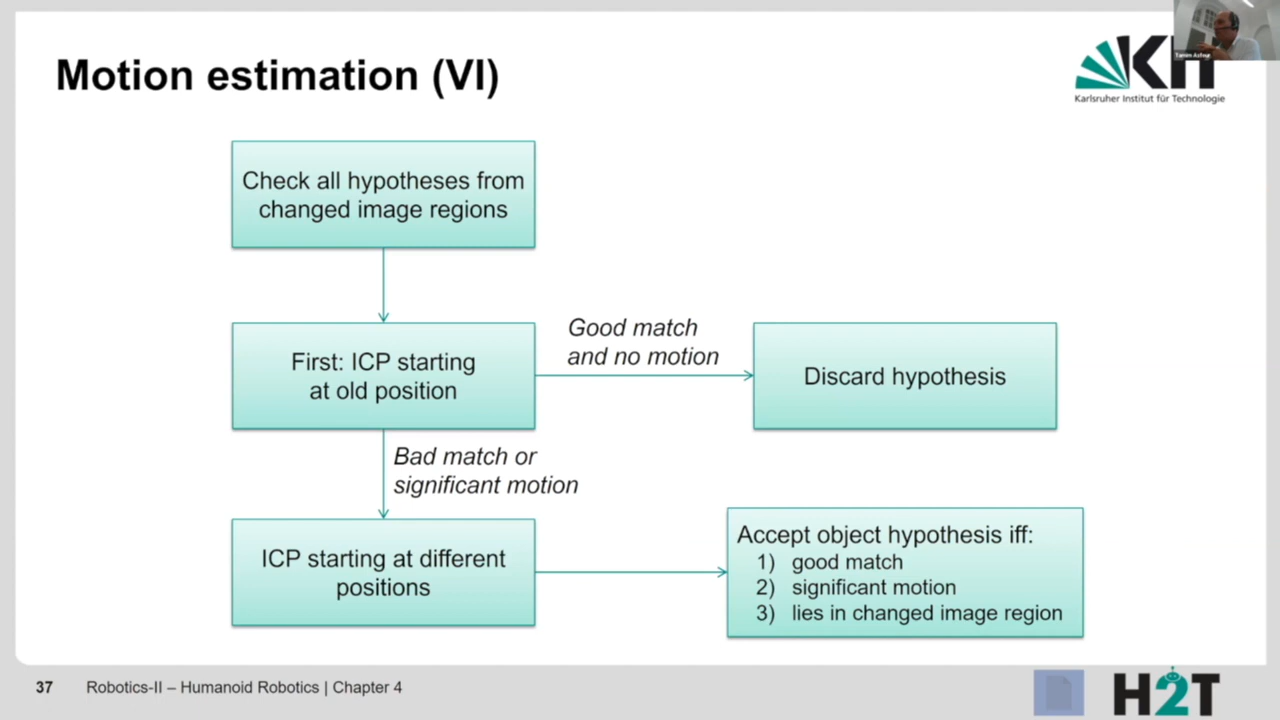 Motion estimation (VI)
KIT
Karlsruher Institut für Technologie
Tamim Asfour
Check all hypotheses from
changed image regions
First: ICP starting
at old position
Good match
and no motion
Discard hypothesis
Bad match or
significant motion
ICP starting at different
positions
Accept object hypothesis iff:
1) good match
2) significant motion
3) lies in changed image region
37 Robotics-II – Humanoid Robotics | Chapter 4
H2T